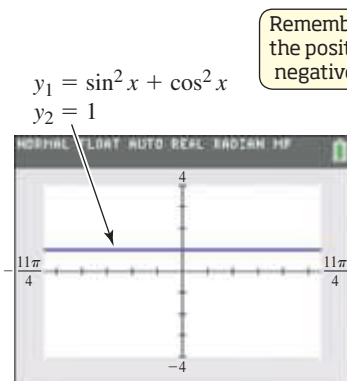 Rememb
the posit
negativ
y₁ = sin² x + cos² x
y₂ = 1
NORMAL FLOAT AUTO REAL RADIAN MP
4
−11π/4 11π/4
−4